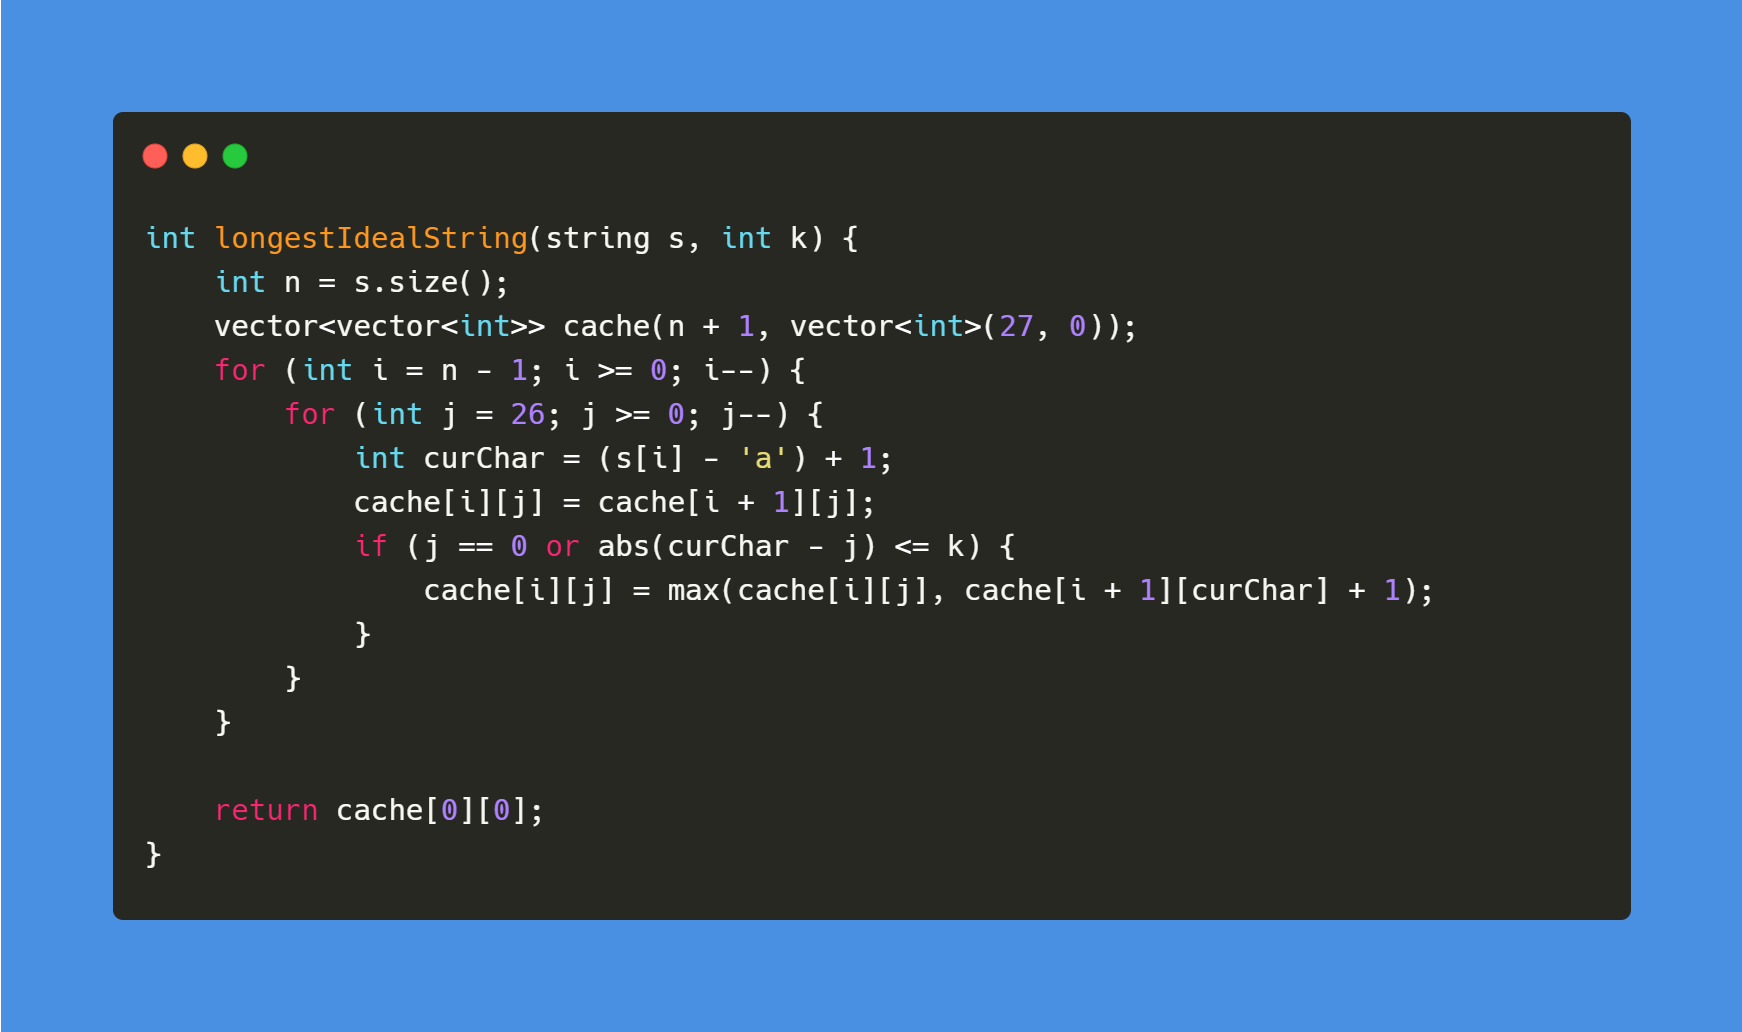 int longestIdealString(string s, int k) {
    int n = s.size();
    vector<vector<int>> cache(n + 1, vector<int>(27, 0));
    for (int i = n - 1; i >= 0; i--) {
        for (int j = 26; j >= 0; j--) {
            int curChar = (s[i] - 'a') + 1;
            cache[i][j] = cache[i + 1][j];
            if (j == 0 or abs(curChar - j) <= k) {
                cache[i][j] = max(cache[i][j], cache[i + 1][curChar] + 1);
            }
        }
    }

    return cache[0][0];
}